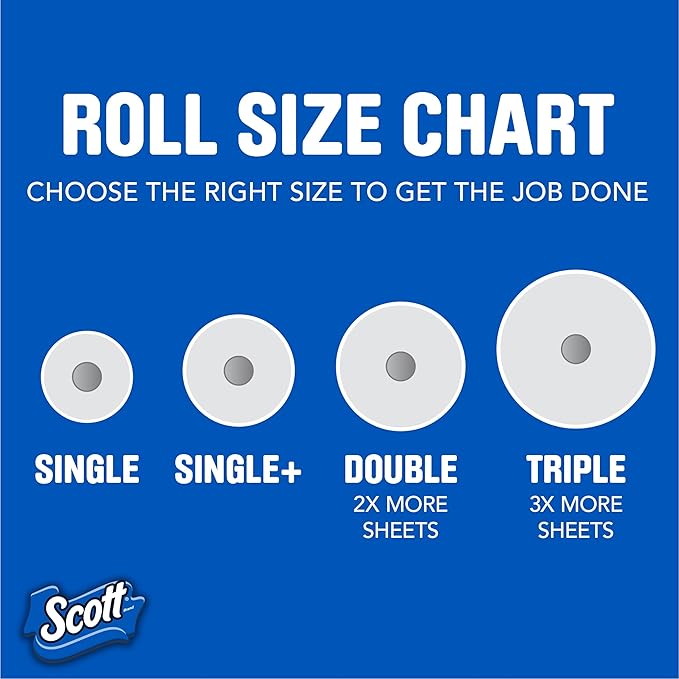 ROLL SIZE CHART
CHOOSE THE RIGHT SIZE TO GET THE JOB DONE
SINGLE
SINGLE+
DOUBLE
2X MORE
SHEETS
TRIPLE
3X MORE
SHEETS
Scott